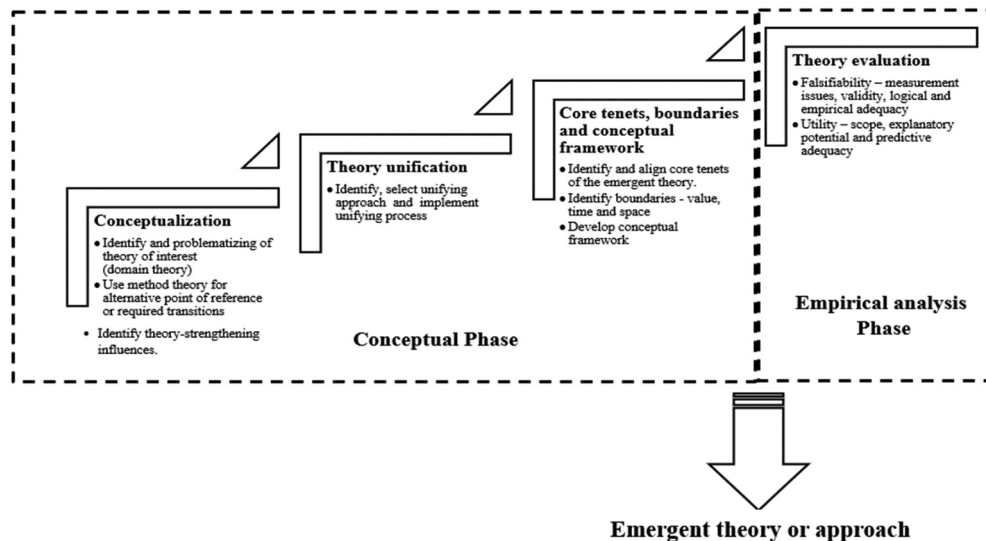 Conceptualization
• Identify and problematizing of
theory of interest
(domain theory)
• Use method theory for
alternative point of reference
or required transitions
• Identify theory-strengthening
influences.
Theory unification
• Identify, select unifying
approach and implement
unifying process
Core tenets, boundaries
and conceptual
framework
• Identify and align core tenets
of the emergent theory.
• Identify boundaries - value,
time and space
• Develop conceptual
framework
Conceptual Phase
Theory evaluation
• Falsifiability – measurement
issues, validity, logical and
empirical adequacy
• Utility – scope, explanatory
potential and predictive
adequacy
Empirical analysis
Phase
Emergent theory or approach